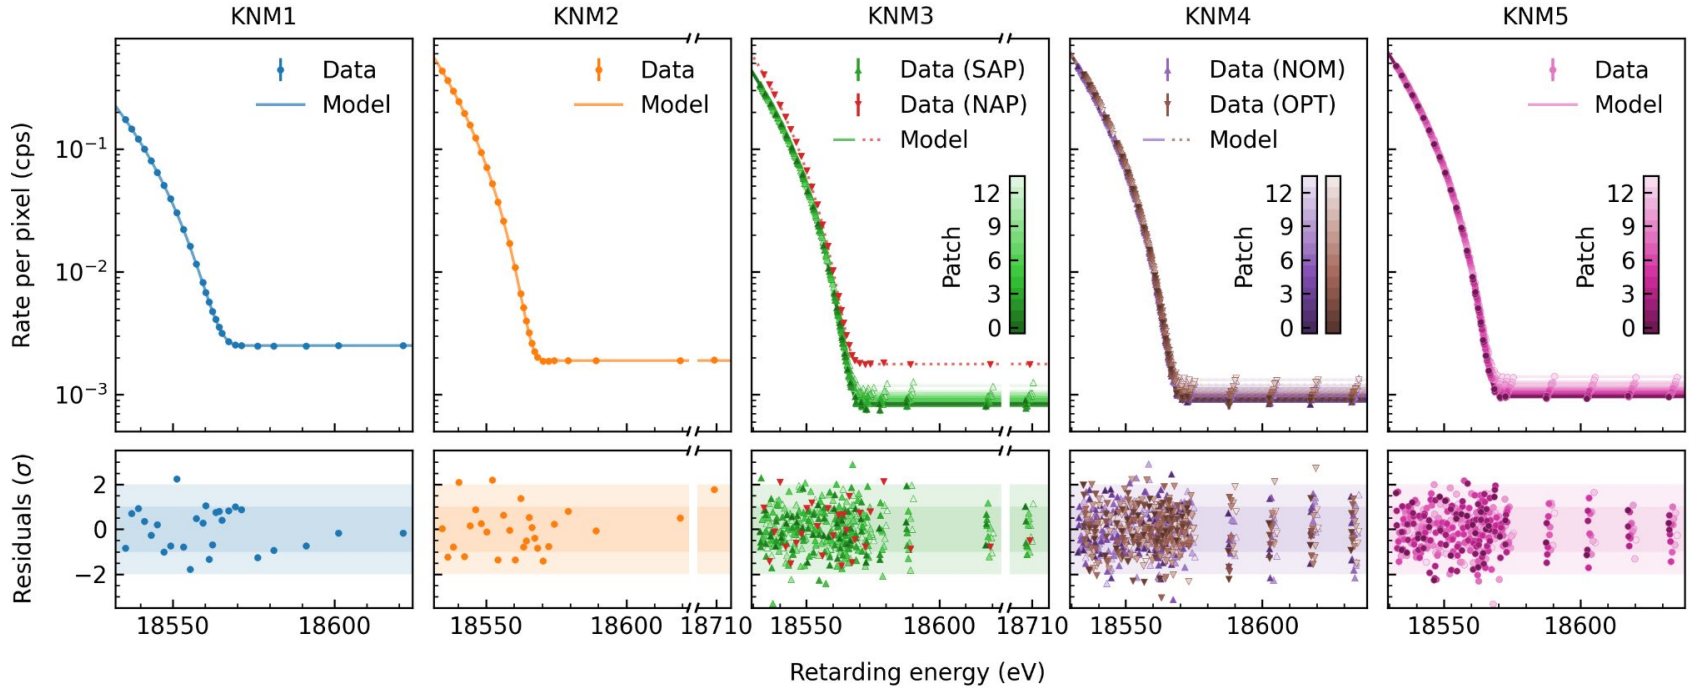 KNM1 KNM2 KNM3 KNM4 KNM5
Rate per pixel (cps)
10⁻¹
10⁻²
10⁻³
Data
Model
Data
Model
Data (SAP)
Data (NAP)
Model
Patch
12
9
6
3
0
Data (NOM)
Data (OPT)
Model
Patch
12
9
6
3
0
Data
Model
Patch
12
9
6
3
0
Residuals (σ)
2
0
−2
18550 18600 18550 18600 18710 18550 18600 18710 18550 18600 18550 18600
Retarding energy (eV)